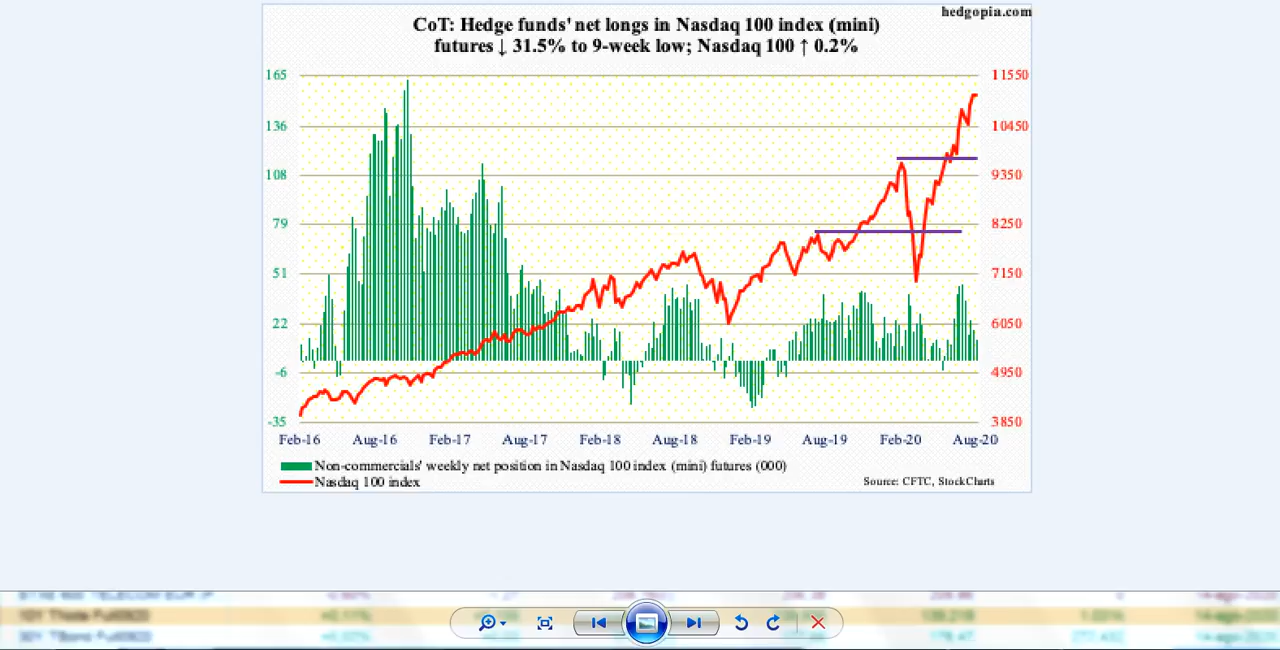 hedgopia.com
CoT: Hedge funds' net longs in Nasdaq 100 index (mini)
futures ↓ 31.5% to 9-week low; Nasdaq 100 ↑ 0.2%
165 11550
136 10450
108 9350
79 8250
51 7150
22 6050
-6 4950
-35 3850
Feb-16 Aug-16 Feb-17 Aug-17 Feb-18 Aug-18 Feb-19 Aug-19 Feb-20 Aug-20
Non-commercials' weekly net position in Nasdaq 100 index (mini) futures (000)
Nasdaq 100 index
Source: CFTC, StockCharts